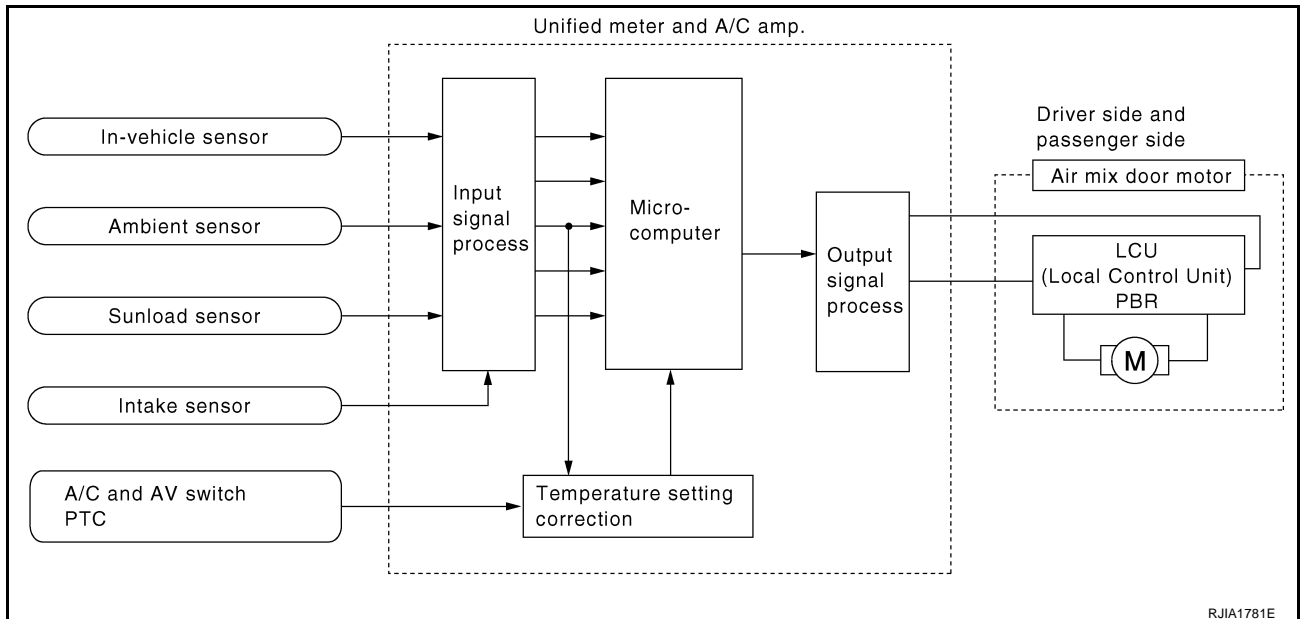 Unified meter and A/C amp.
In-vehicle sensor
Ambient sensor
Sunload sensor
Intake sensor
A/C and AV switch
PTC
Input
signal
process
Micro-
computer
Temperature setting
correction
Output
signal
process
Driver side and
passenger side
Air mix door motor
LCU
(Local Control Unit)
PBR
M
RJIA1781E